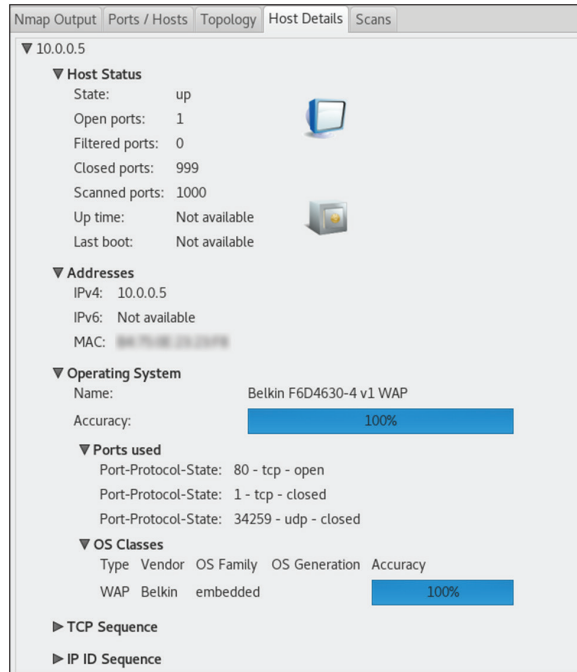 Nmap Output Ports / Hosts Topology Host Details Scans
10.0.0.5
Host Status
State: up
Open ports: 1
Filtered ports: 0
Closed ports: 999
Scanned ports: 1000
Up time: Not available
Last boot: Not available
Addresses
IPv4: 10.0.0.5
IPv6: Not available
MAC:
Operating System
Name: Belkin F6D4630-4 v1 WAP
Accuracy: 100%
Ports used
Port-Protocol-State: 80 - tcp - open
Port-Protocol-State: 1 - tcp - closed
Port-Protocol-State: 34259 - udp - closed
OS Classes
Type Vendor OS Family OS Generation Accuracy
WAP Belkin embedded 100%
TCP Sequence
IP ID Sequence